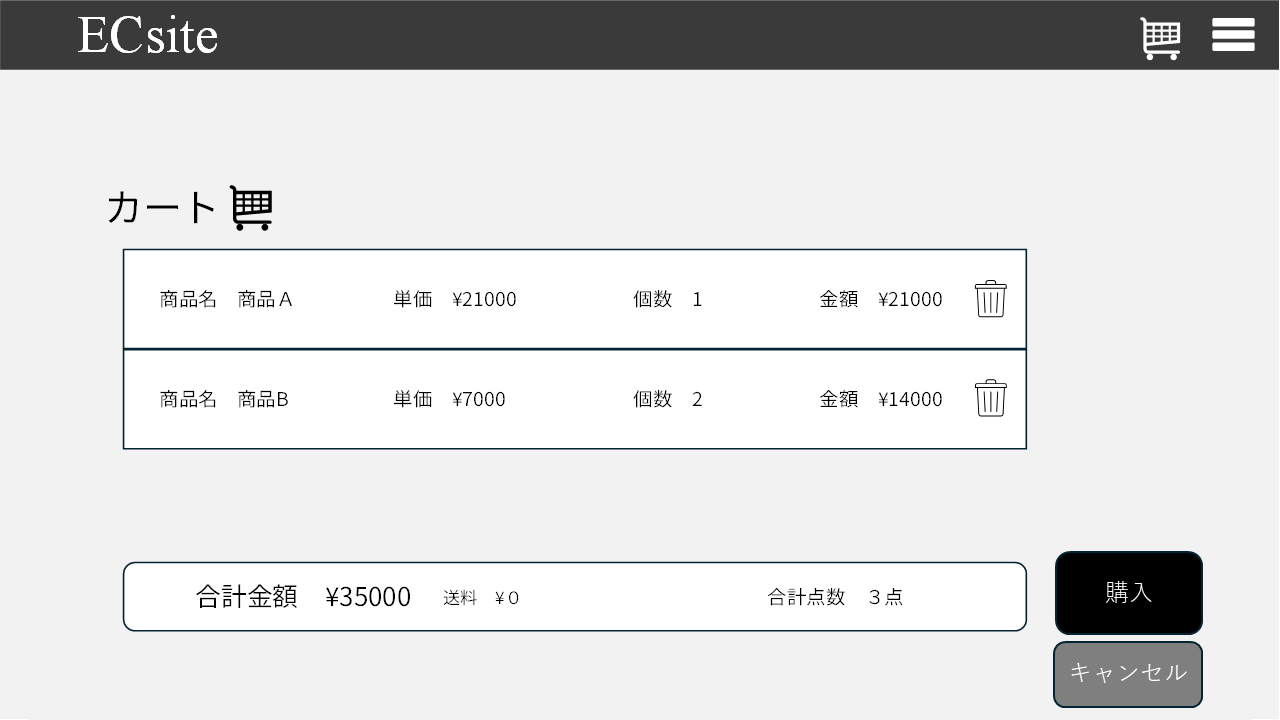 ECsite
カート
商品名　商品Ａ　単価　¥21000　個数　1　金額　¥21000
商品名　商品B　単価　¥7000　個数　2　金額　¥14000
合計金額　¥35000　送料　¥０　合計点数　３点
購入
キャンセル